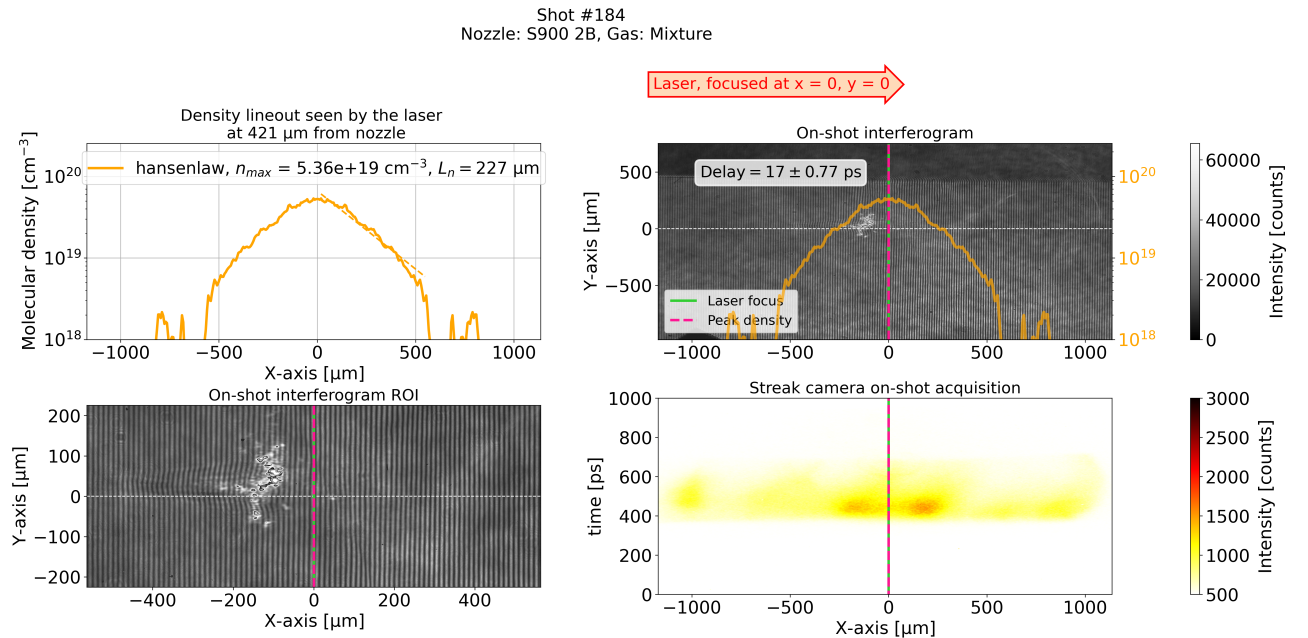 Shot #184
Nozzle: S900 2B, Gas: Mixture
Laser, focused at x = 0, y = 0
Density lineout seen by the laser
at 421 µm from nozzle
Molecular density [cm⁻³]
10²⁰
10¹⁹
10¹⁸
hansenlaw, n_max = 5.36e+19 cm⁻³, L_n = 227 µm
−1000 −500 0 500 1000
X-axis [µm]
On-shot interferogram
Y-axis [µm]
500
0
−500
Delay = 17 ± 0.77 ps
Laser focus
Peak density
10²⁰
10¹⁹
10¹⁸
−1000 −500 0 500 1000
60000
40000
20000
0
Intensity [counts]
On-shot interferogram ROI
Y-axis [µm]
200
100
0
−100
−200
−400 −200 0 200 400
X-axis [µm]
Streak camera on-shot acquisition
time [ps]
1000
800
600
400
200
0
−1000 −500 0 500 1000
X-axis [µm]
3000
2500
2000
1500
1000
500
Intensity [counts]